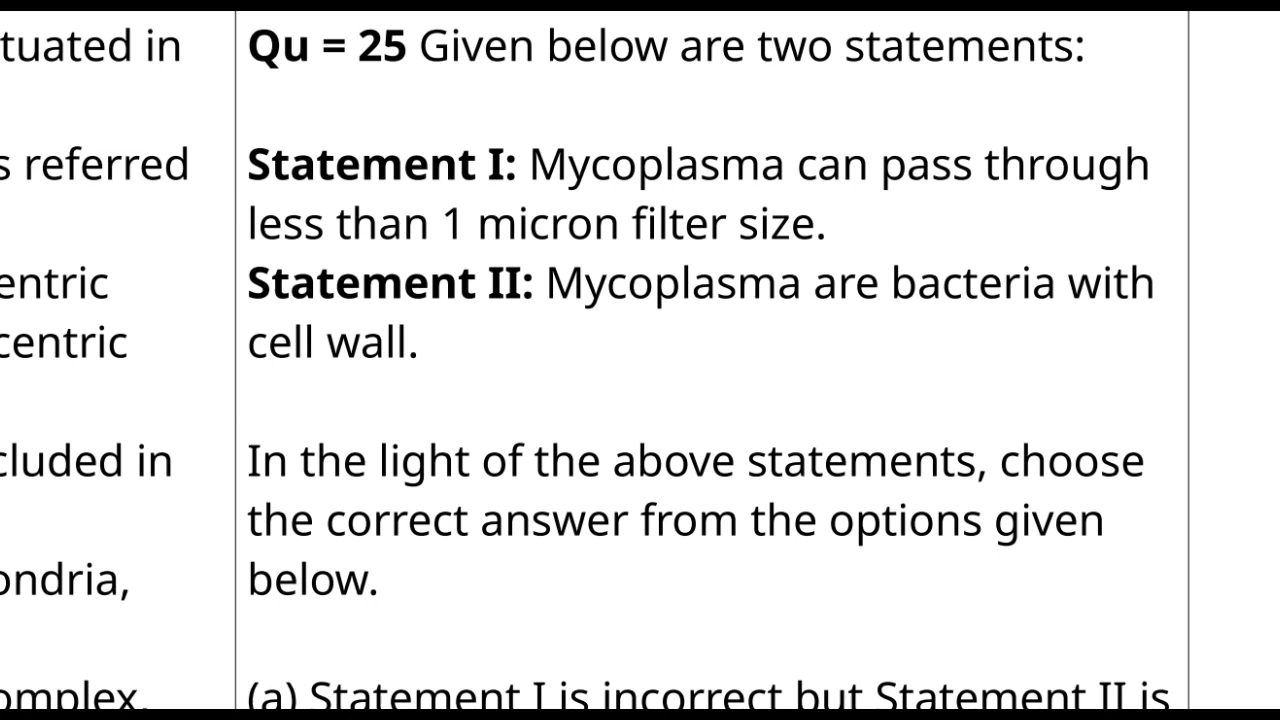 tuated in
s referred
entric
centric
cluded in
ondria,
omplex,
Qu = 25 Given below are two statements:
Statement I: Mycoplasma can pass through
less than 1 micron filter size.
Statement II: Mycoplasma are bacteria with
cell wall.
In the light of the above statements, choose
the correct answer from the options given
below.
(a) Statement I is incorrect but Statement II is